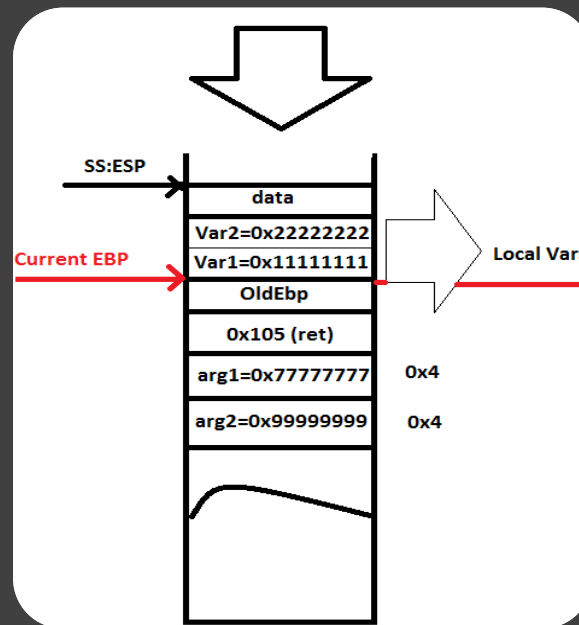 SS:ESP
data
Var2=0x22222222
Current EBP
Var1=0x11111111
Local Var
OldEbp
0x105 (ret)
arg1=0x77777777
0x4
arg2=0x99999999
0x4